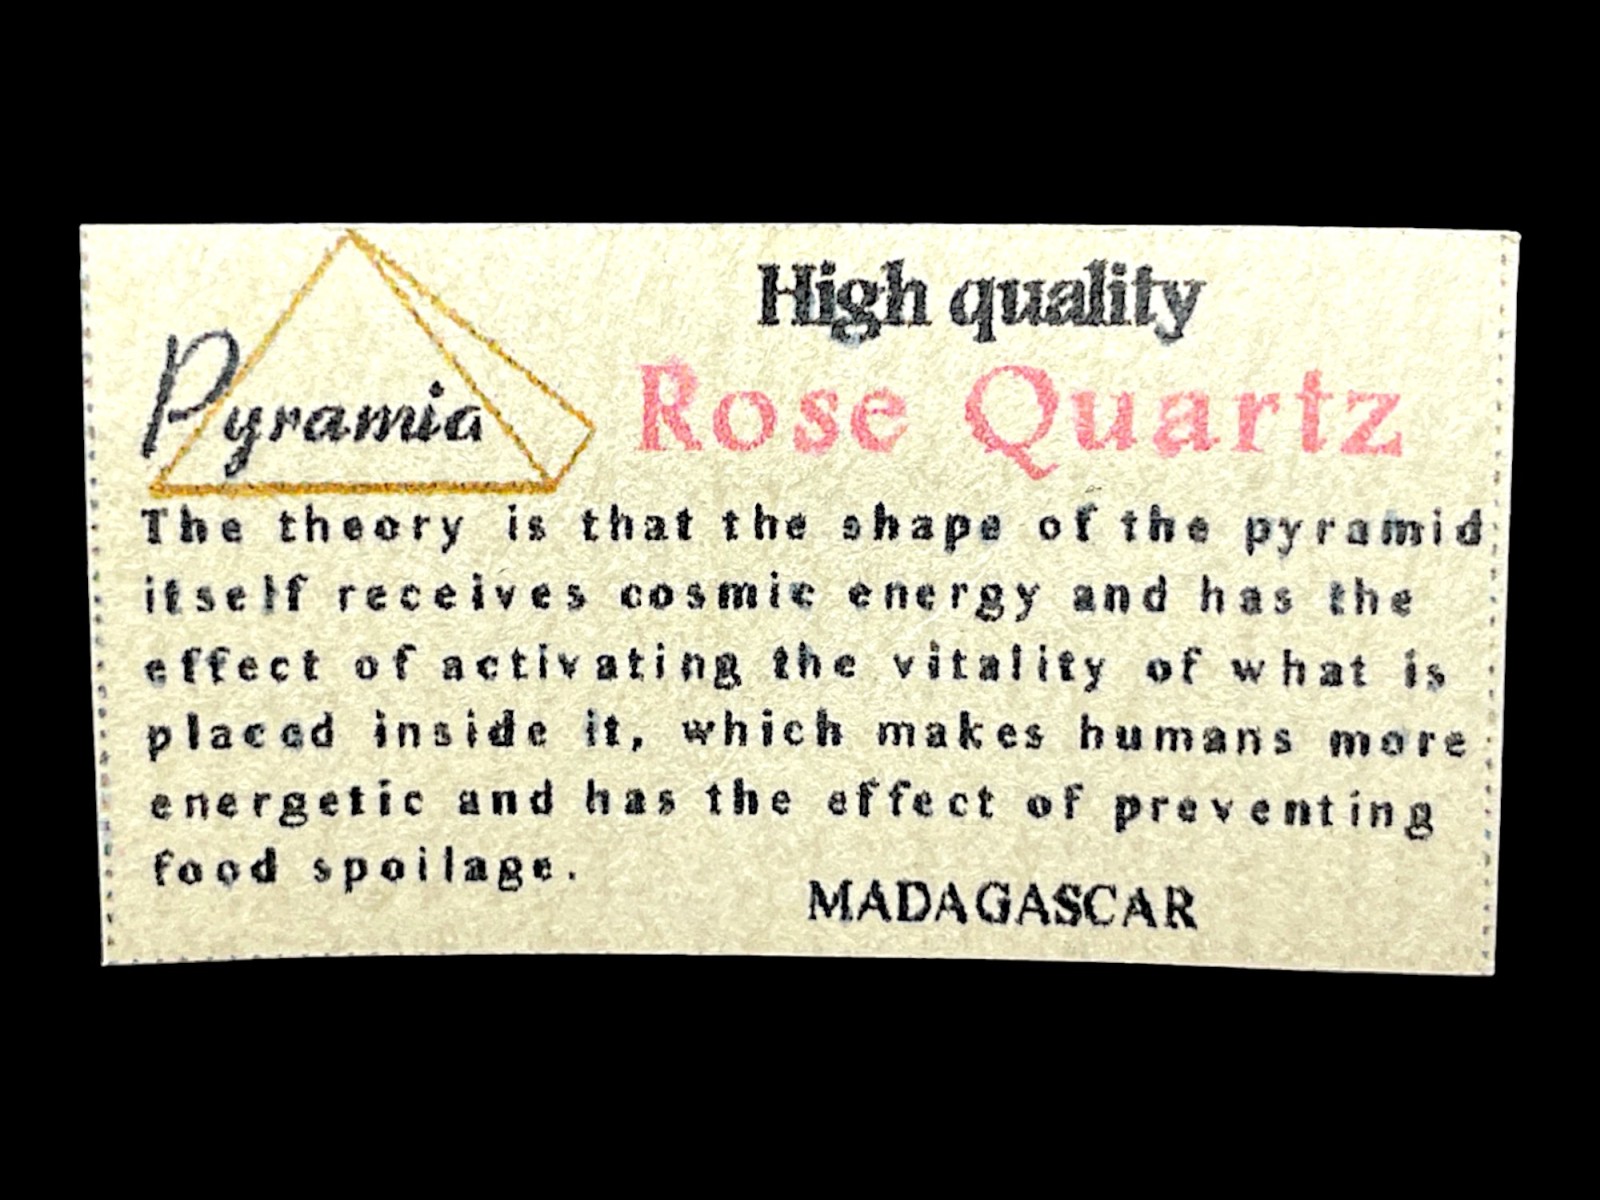 High quality
Pyramia
Rose Quartz
The theory is that the shape of the pyramid
itself receives cosmic energy and has the
effect of activating the vitality of what is
placed inside it, which makes humans more
energetic and has the effect of preventing
food spoilage.
MADAGASCAR